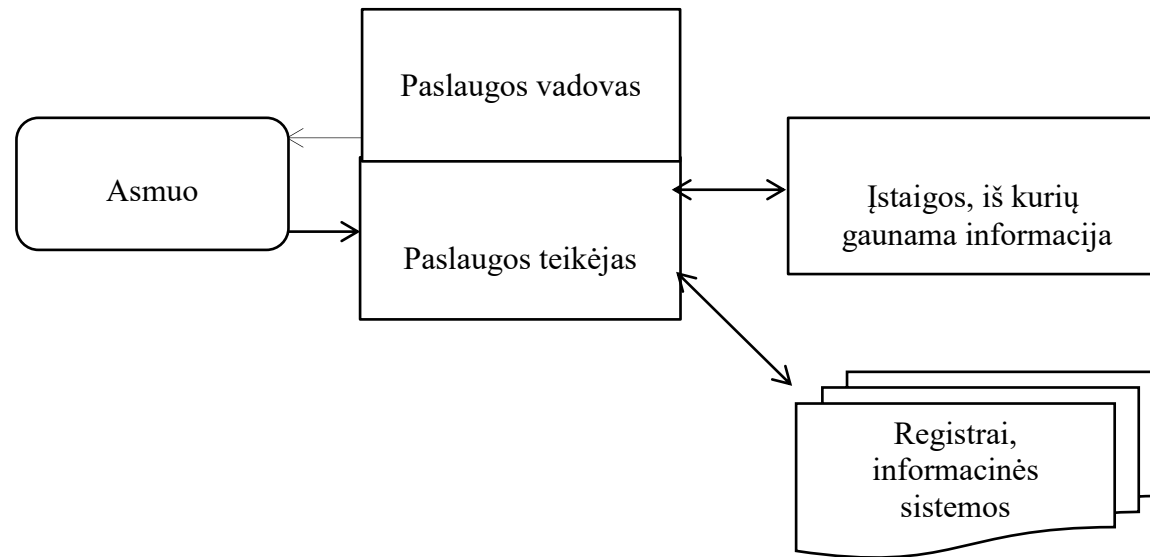 Paslaugos vadovas
Asmuo
Paslaugos teikėjas
Įstaigos, iš kurių
gaunama informacija
Registrai,
informacinės
sistemos